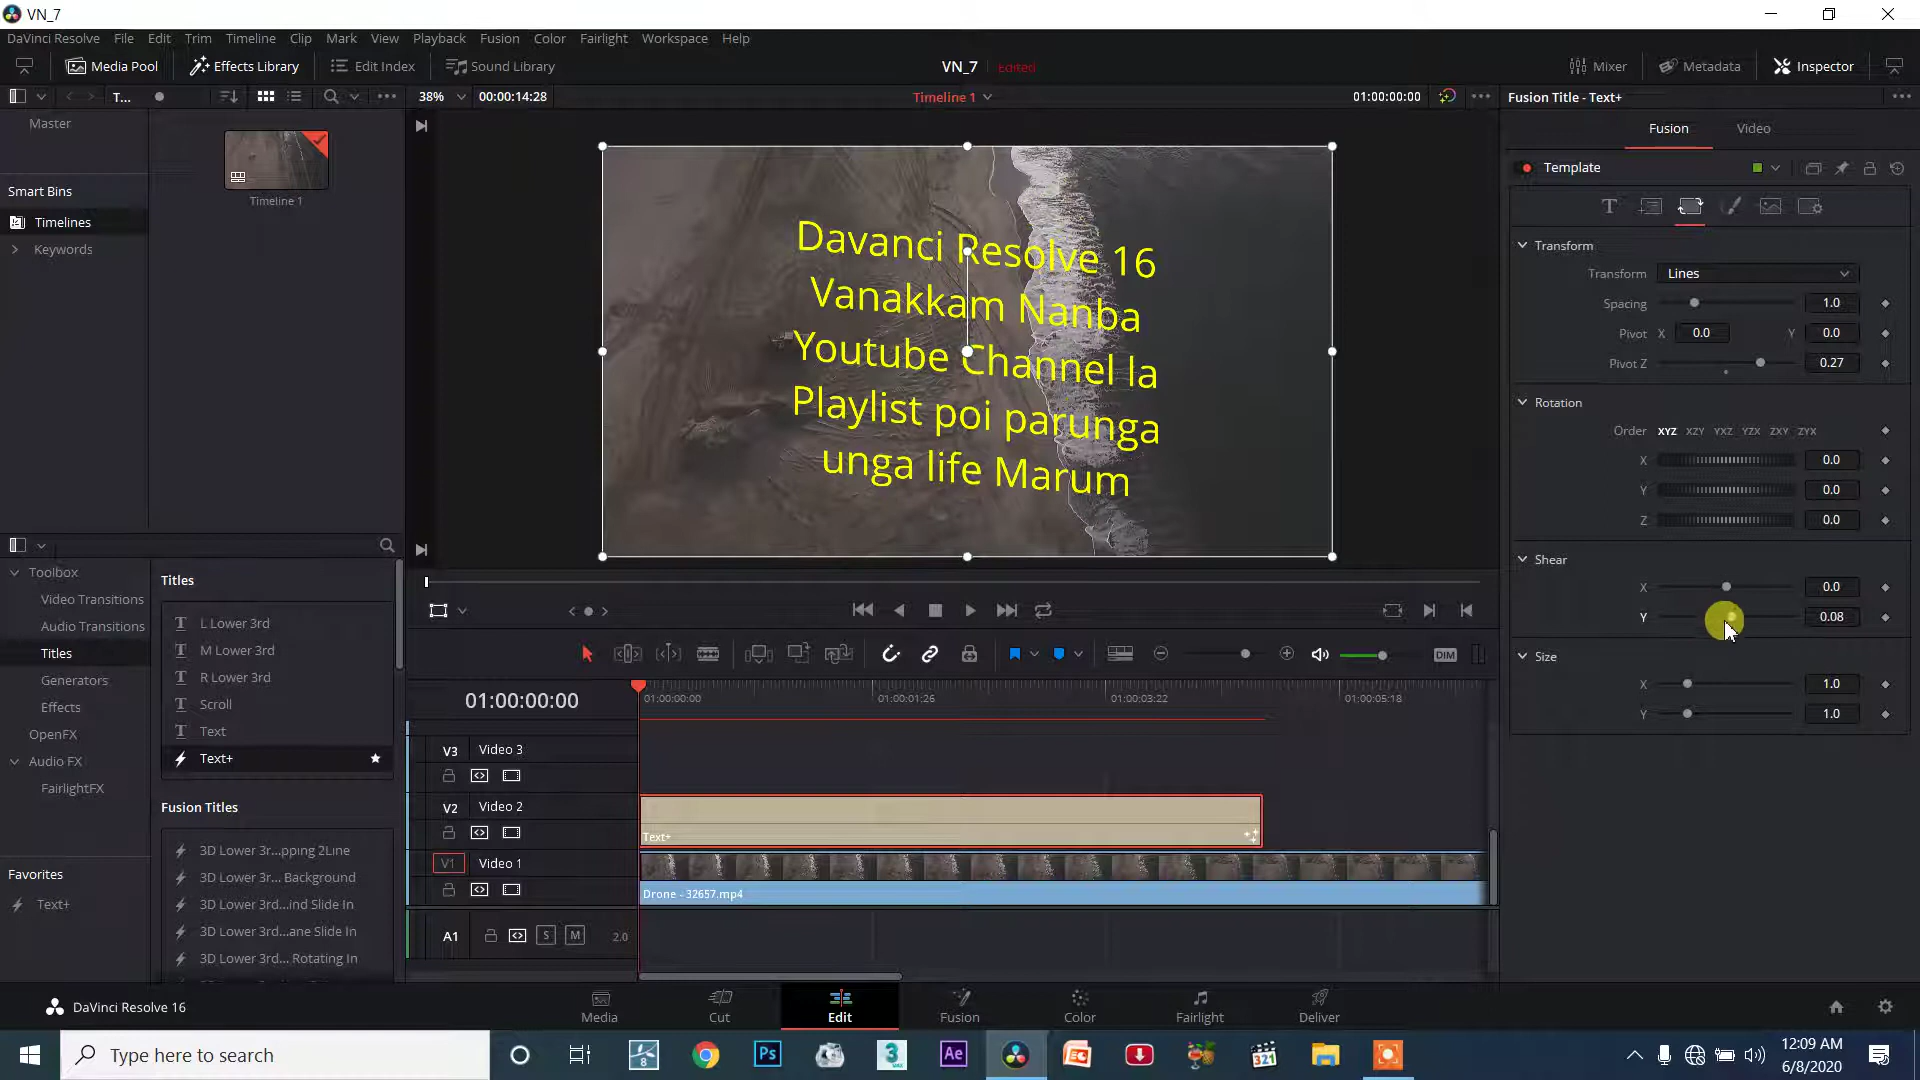 VN_7
DaVinci Resolve File Edit Trim Timeline Clip Mark View Playback Fusion Color Fairlight Workspace Help
Media Pool Effects Library Edit Index Sound Library VN_7 Edited Mixer Metadata Inspector
T... 38% 00:00:14:28 Timeline 1 01:00:00:00 Fusion Title - Text+
Master
Fusion Video
Template
Smart Bins
Timeline 1
Timelines
Keywords
Davanci Resolve 16
Vanakkam Nanba
Youtube Channel la
Playlist poi parunga
unga life Marum
Transform
Transform Lines
Spacing 1.0
Pivot X 0.0 Y 0.0
Pivot Z 0.27
Rotation
Order XYZ XZY YXZ YZX ZXY ZYX
X 0.0
Y 0.0
Z 0.0
Shear
X 0.0
Y 0.08
Size
X 1.0
Y 1.0
Toolbox
Video Transitions
Audio Transitions
Titles
Generators
Effects
OpenFX
Audio FX
FairlightFX
Favorites
Text+
Titles
L Lower 3rd
M Lower 3rd
R Lower 3rd
Scroll
Text
Text+
Fusion Titles
3D Lower 3r...pping 2Line
3D Lower 3r... Background
3D Lower 3rd...ind Slide In
3D Lower 3rd...ane Slide In
3D Lower 3rd... Rotating In
DIM
01:00:00:00 01:00:00:00 01:00:01:26 01:00:03:22 01:00:05:18
V3 Video 3
V2 Video 2
Text+
V1 Video 1
Drone - 32657.mp4
A1 S M 2.0
DaVinci Resolve 16
Media Cut Edit Fusion Color Fairlight Deliver
Type here to search
Ps
Ae
321
12:09 AM
6/8/2020